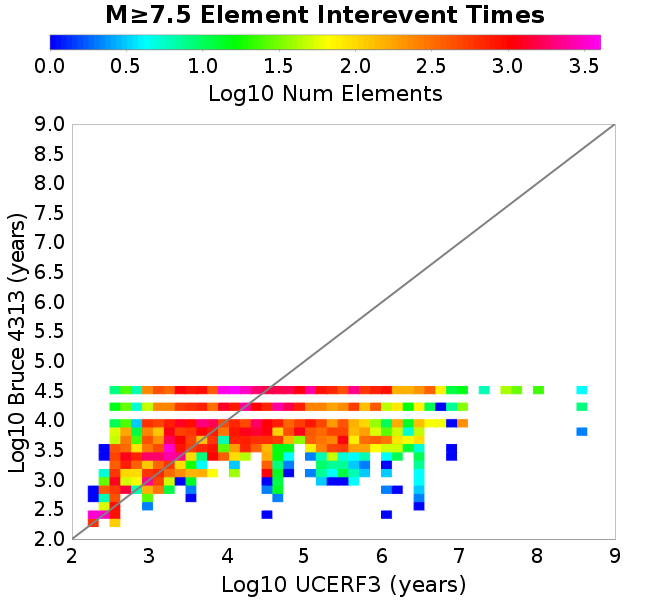 M≥7.5 Element Interevent Times
0.0 0.5 1.0 1.5 2.0 2.5 3.0 3.5
Log10 Num Elements
9.0
8.5
8.0
7.5
7.0
6.5
6.0
5.5
5.0
4.5
4.0
3.5
3.0
2.5
2.0
Log10 Bruce 4313 (years)
2 3 4 5 6 7 8 9
Log10 UCERF3 (years)